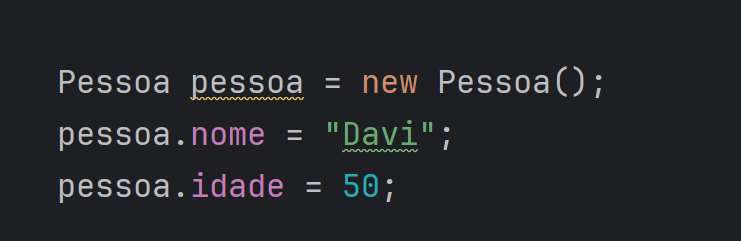 Pessoa pessoa = new Pessoa();
pessoa.nome = "Davi";
pessoa.idade = 50;